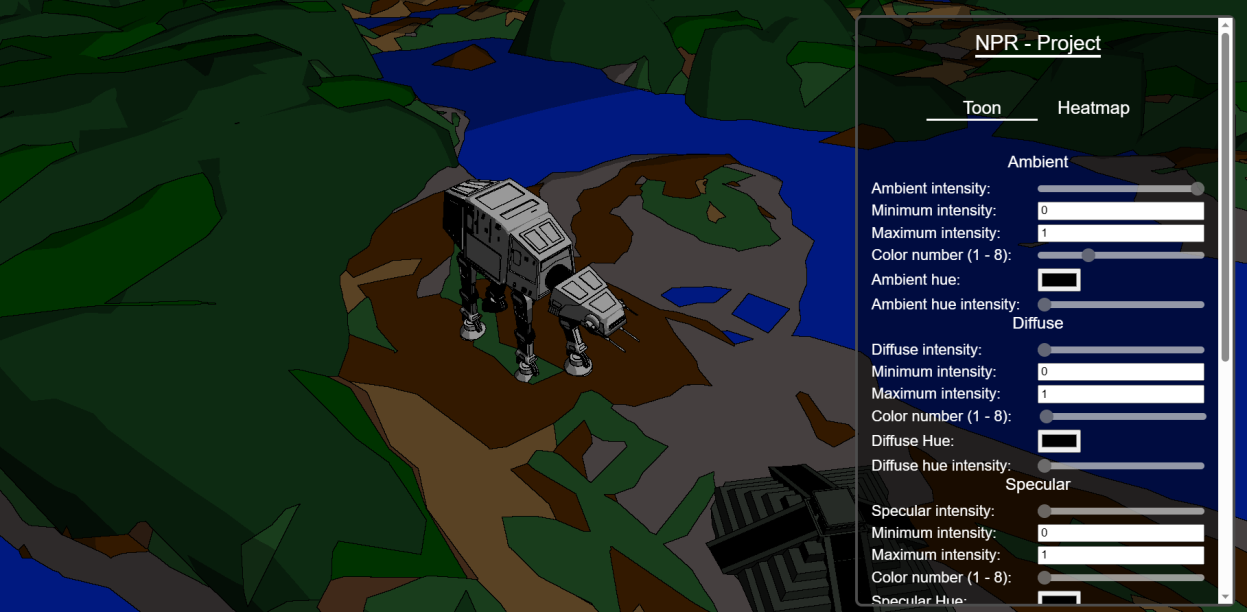 NPR - Project
Toon Heatmap
Ambient
Ambient intensity:
Minimum intensity: 0
Maximum intensity: 1
Color number (1 - 8):
Ambient hue:
Ambient hue intensity:
Diffuse
Diffuse intensity:
Minimum intensity: 0
Maximum intensity: 1
Color number (1 - 8):
Diffuse Hue:
Diffuse hue intensity:
Specular
Specular intensity:
Minimum intensity: 0
Maximum intensity: 1
Color number (1 - 8):
Specular Hue: